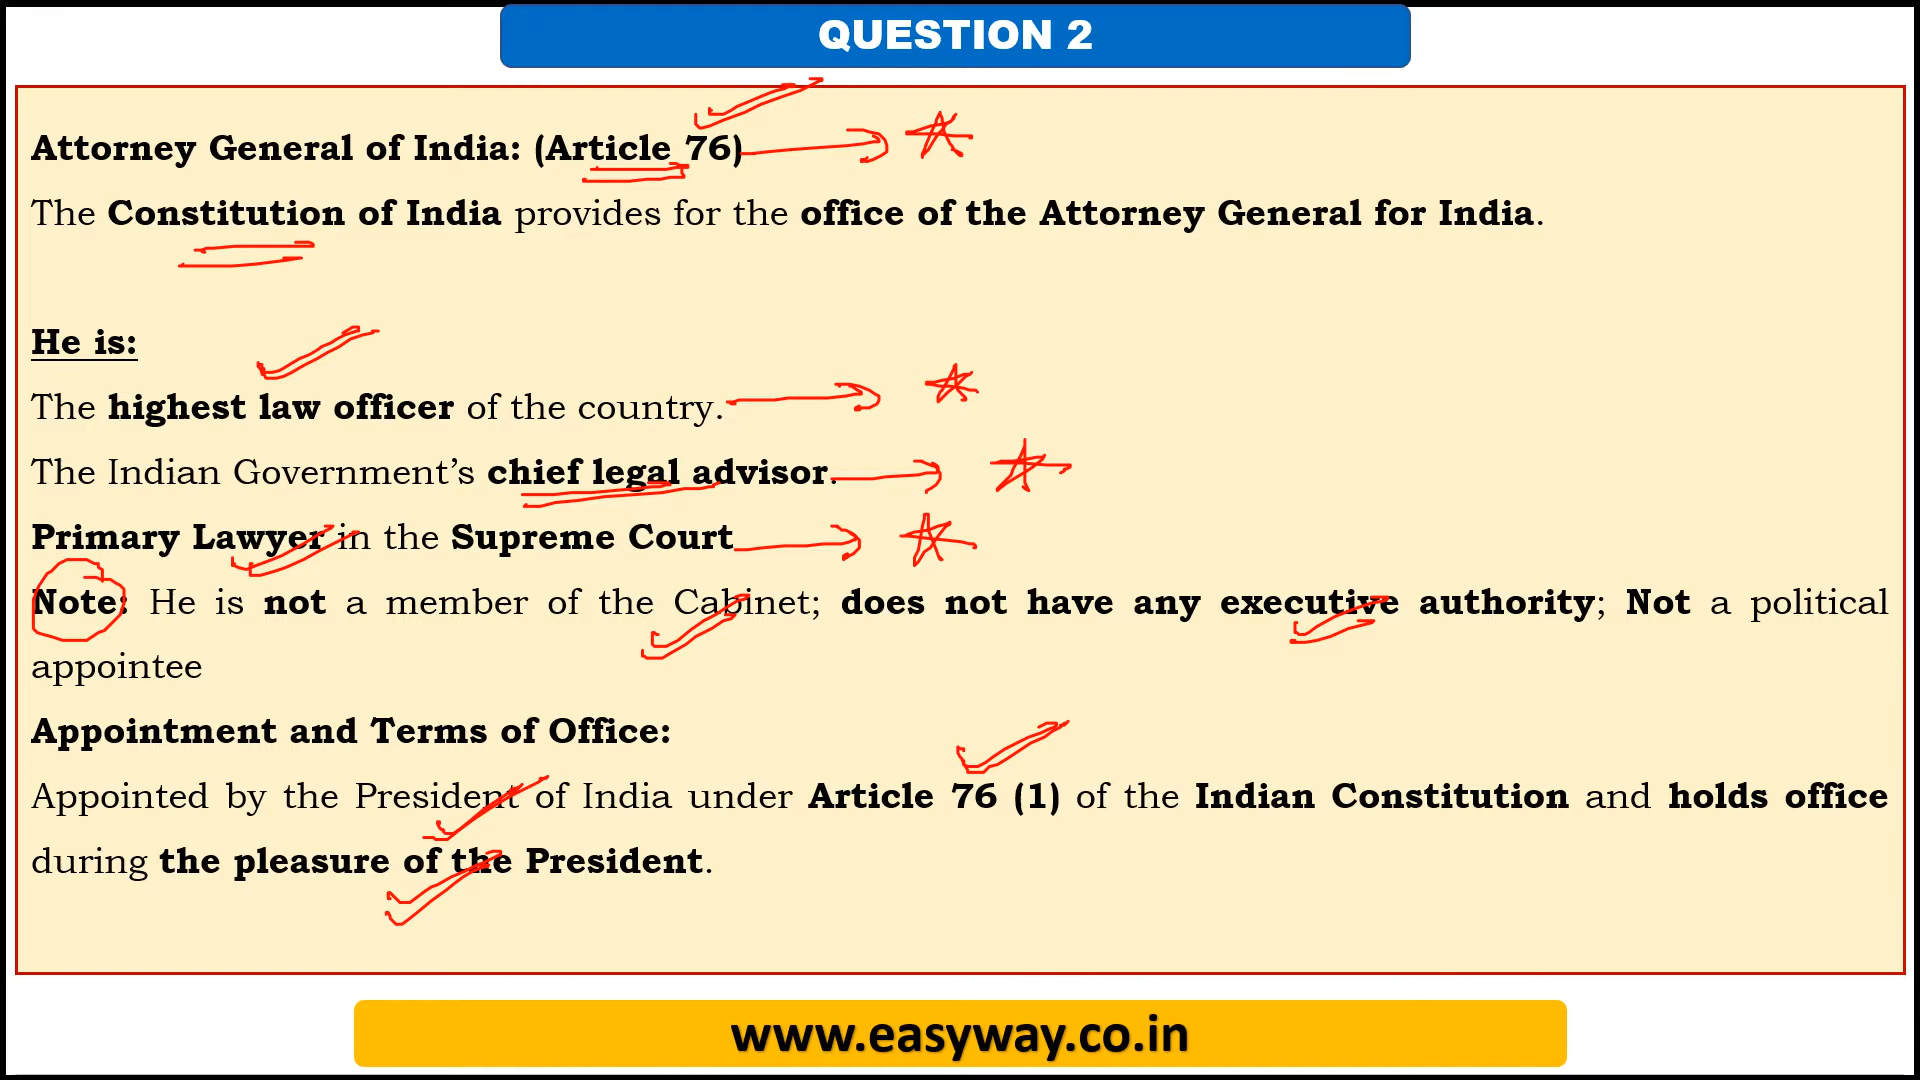 QUESTION 2
Attorney General of India: (Article 76)
The Constitution of India provides for the office of the Attorney General for India.
He is:
The highest law officer of the country.
The Indian Government’s chief legal advisor.
Primary Lawyer in the Supreme Court
Note: He is not a member of the Cabinet; does not have any executive authority; Not a political
appointee
Appointment and Terms of Office:
Appointed by the President of India under Article 76 (1) of the Indian Constitution and holds office
during the pleasure of the President.
www.easyway.co.in